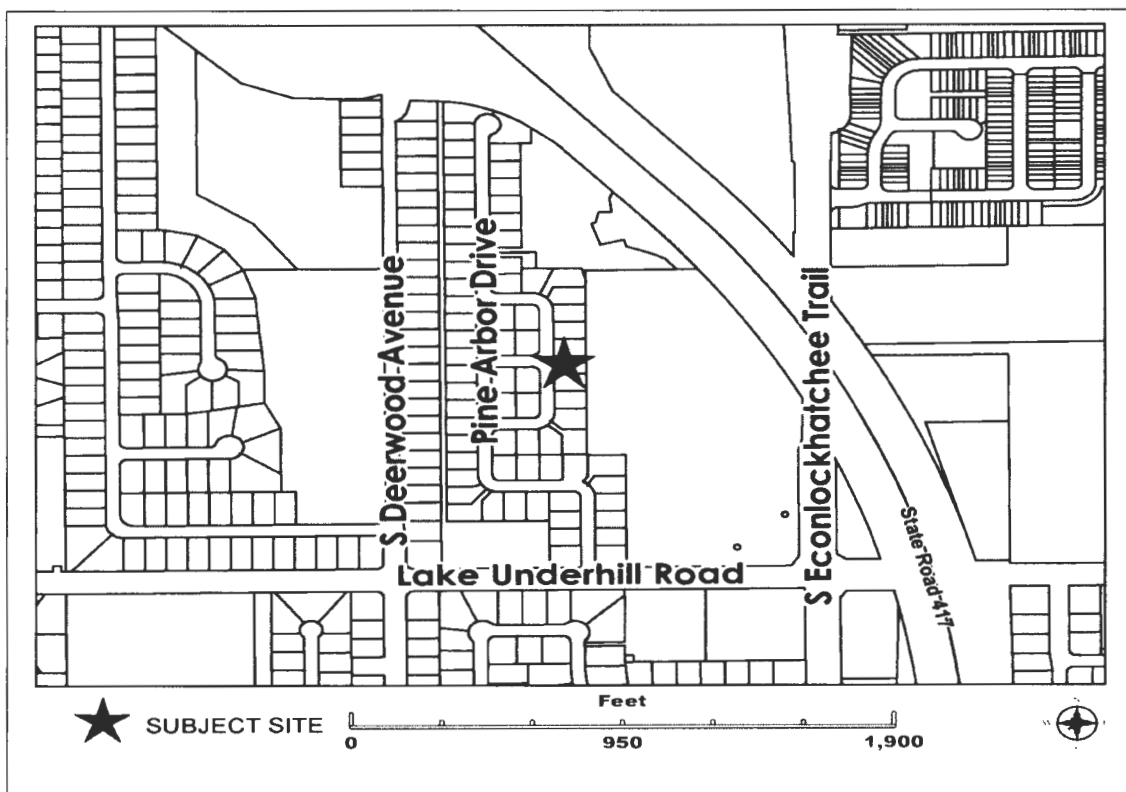 S Deerwood Avenue
Pine Arbor Drive
S Econlockhatchee Trail
State Road 417
Lake Underhill Road
SUBJECT SITE
Feet
0 950 1,900